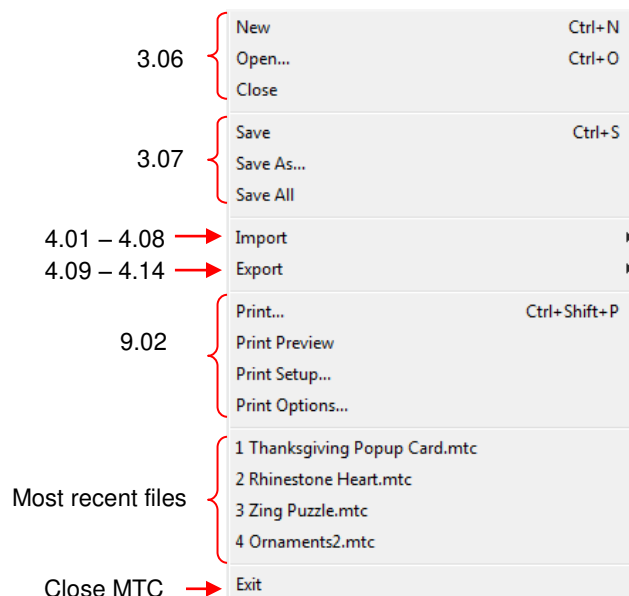 New Ctrl+N
3.06 Open... Ctrl+O
Close
Save Ctrl+S
3.07 Save As...
Save All
4.01 – 4.08 Import
4.09 – 4.14 Export
Print... Ctrl+Shift+P
9.02 Print Preview
Print Setup...
Print Options...
1 Thanksgiving Popup Card.mtc
2 Rhinestone Heart.mtc
Most recent files 3 Zing Puzzle.mtc
4 Ornaments2.mtc
Close MTC Exit